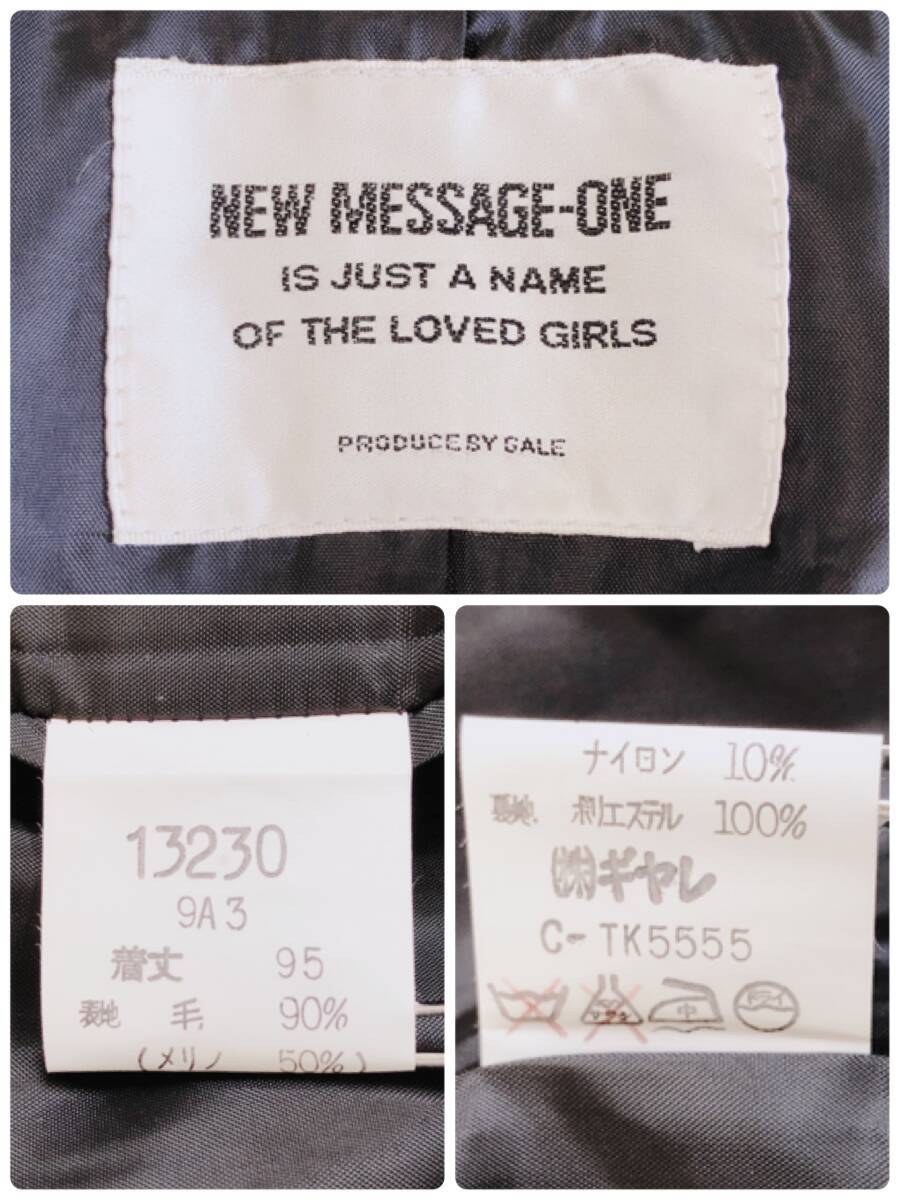 NEW MESSAGE-ONE
IS JUST A NAME
OF THE LOVED GIRLS
PRODUCE BY GALE
13230
9A3
着丈 95
表地 毛 90%
(メリノ 50%)
ナイロン 10%
裏地 ポリエステル 100%
㈱ギャレ
C-TK5555
中
ドライ